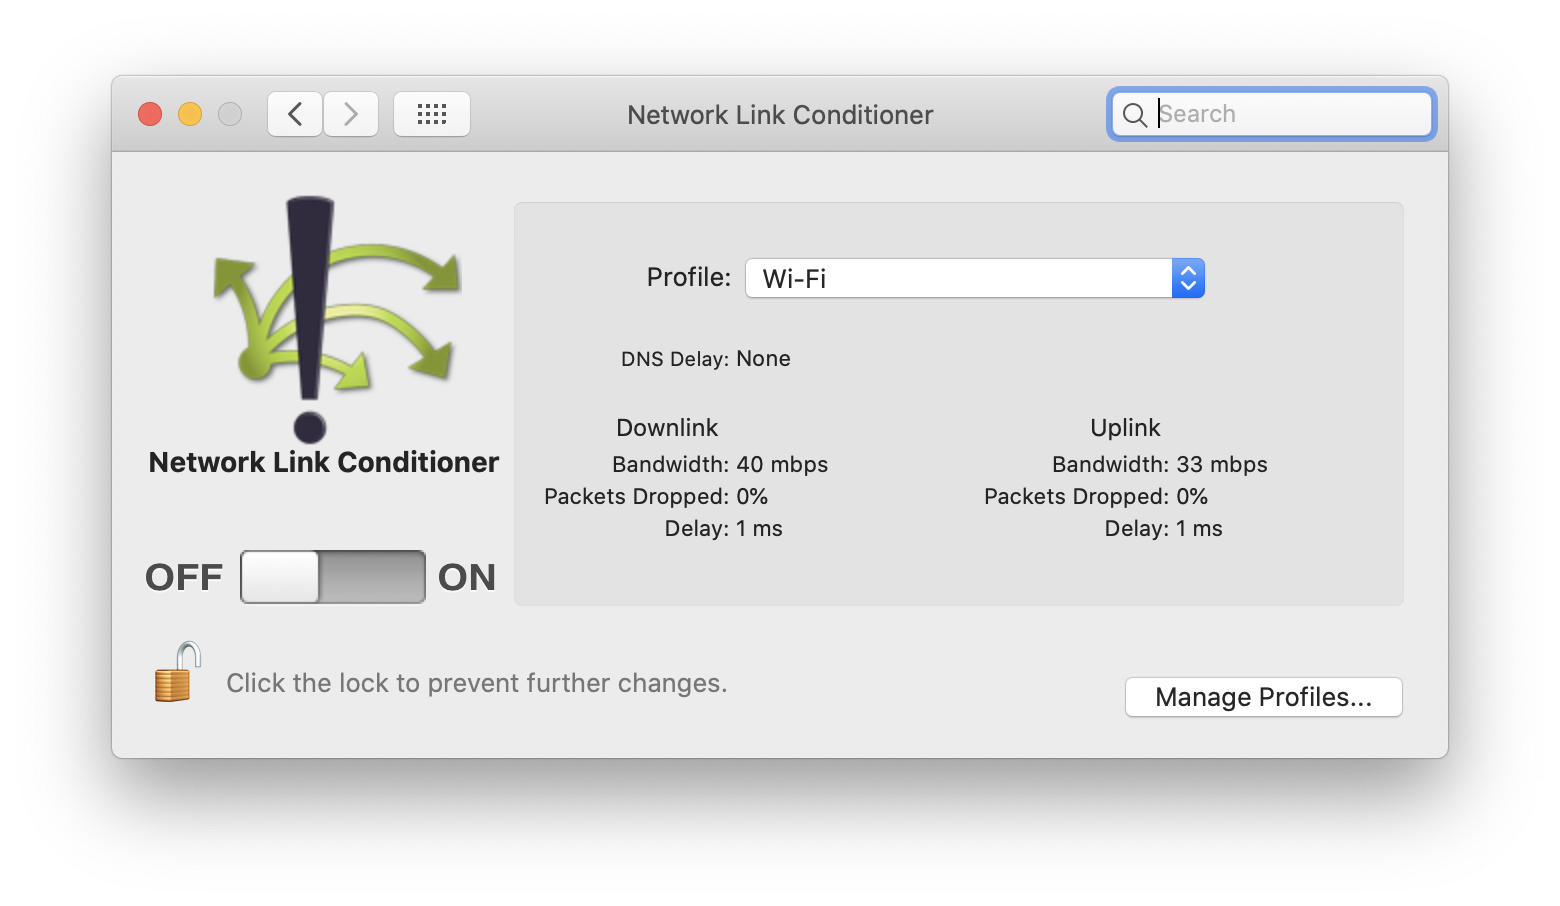 Network Link Conditioner
Search
Profile: Wi-Fi
DNS Delay: None
Downlink
Bandwidth: 40 mbps
Packets Dropped: 0%
Delay: 1 ms
Uplink
Bandwidth: 33 mbps
Packets Dropped: 0%
Delay: 1 ms
Network Link Conditioner
OFF ON
Click the lock to prevent further changes.
Manage Profiles...